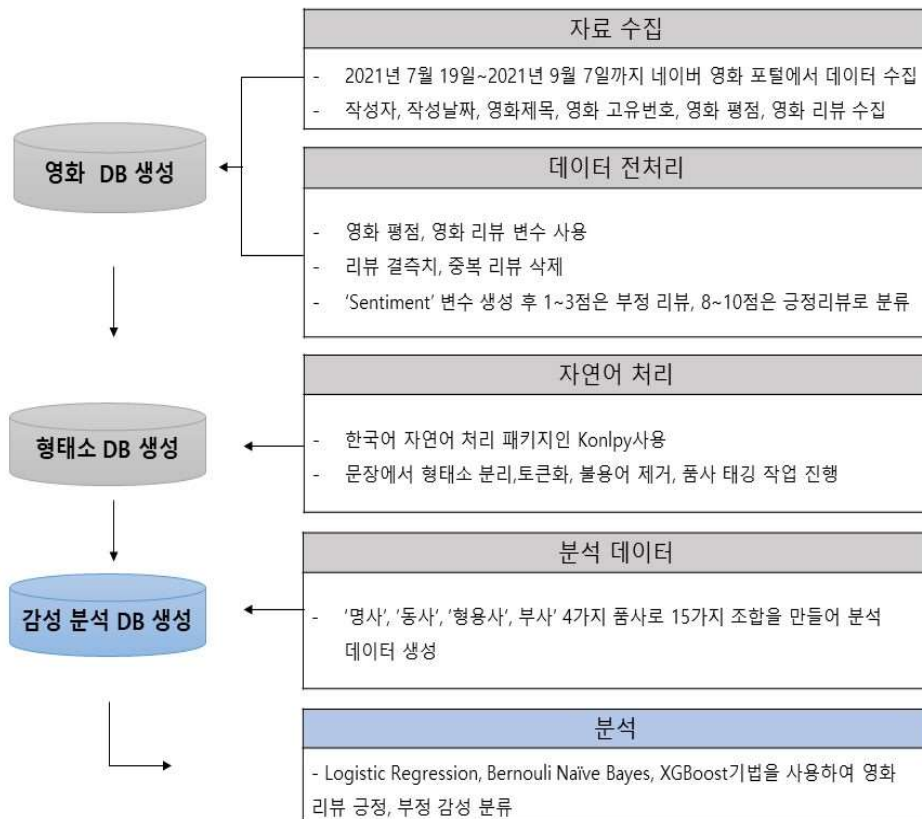 자료 수집
- 2021년 7월 19일~2021년 9월 7일까지 네이버 영화 포털에서 데이터 수집
- 작성자, 작성날짜, 영화제목, 영화 고유번호, 영화 평점, 영화 리뷰 수집
영화 DB 생성
데이터 전처리
- 영화 평점, 영화 리뷰 변수 사용
- 리뷰 결측치, 중복 리뷰 삭제
- ‘Sentiment’ 변수 생성 후 1~3점은 부정 리뷰, 8~10점은 긍정리뷰로 분류
자연어 처리
형태소 DB 생성
- 한국어 자연어 처리 패키지인 Konlpy사용
- 문장에서 형태소 분리,토큰화, 불용어 제거, 품사 태깅 작업 진행
분석 데이터
감성 분석 DB 생성
- ‘명사’, ‘동사’, ‘형용사’, 부사’ 4가지 품사로 15가지 조합을 만들어 분석
데이터 생성
분석
- Logistic Regression, Bernouli Naïve Bayes, XGBoost기법을 사용하여 영화
리뷰 긍정, 부정 감성 분류